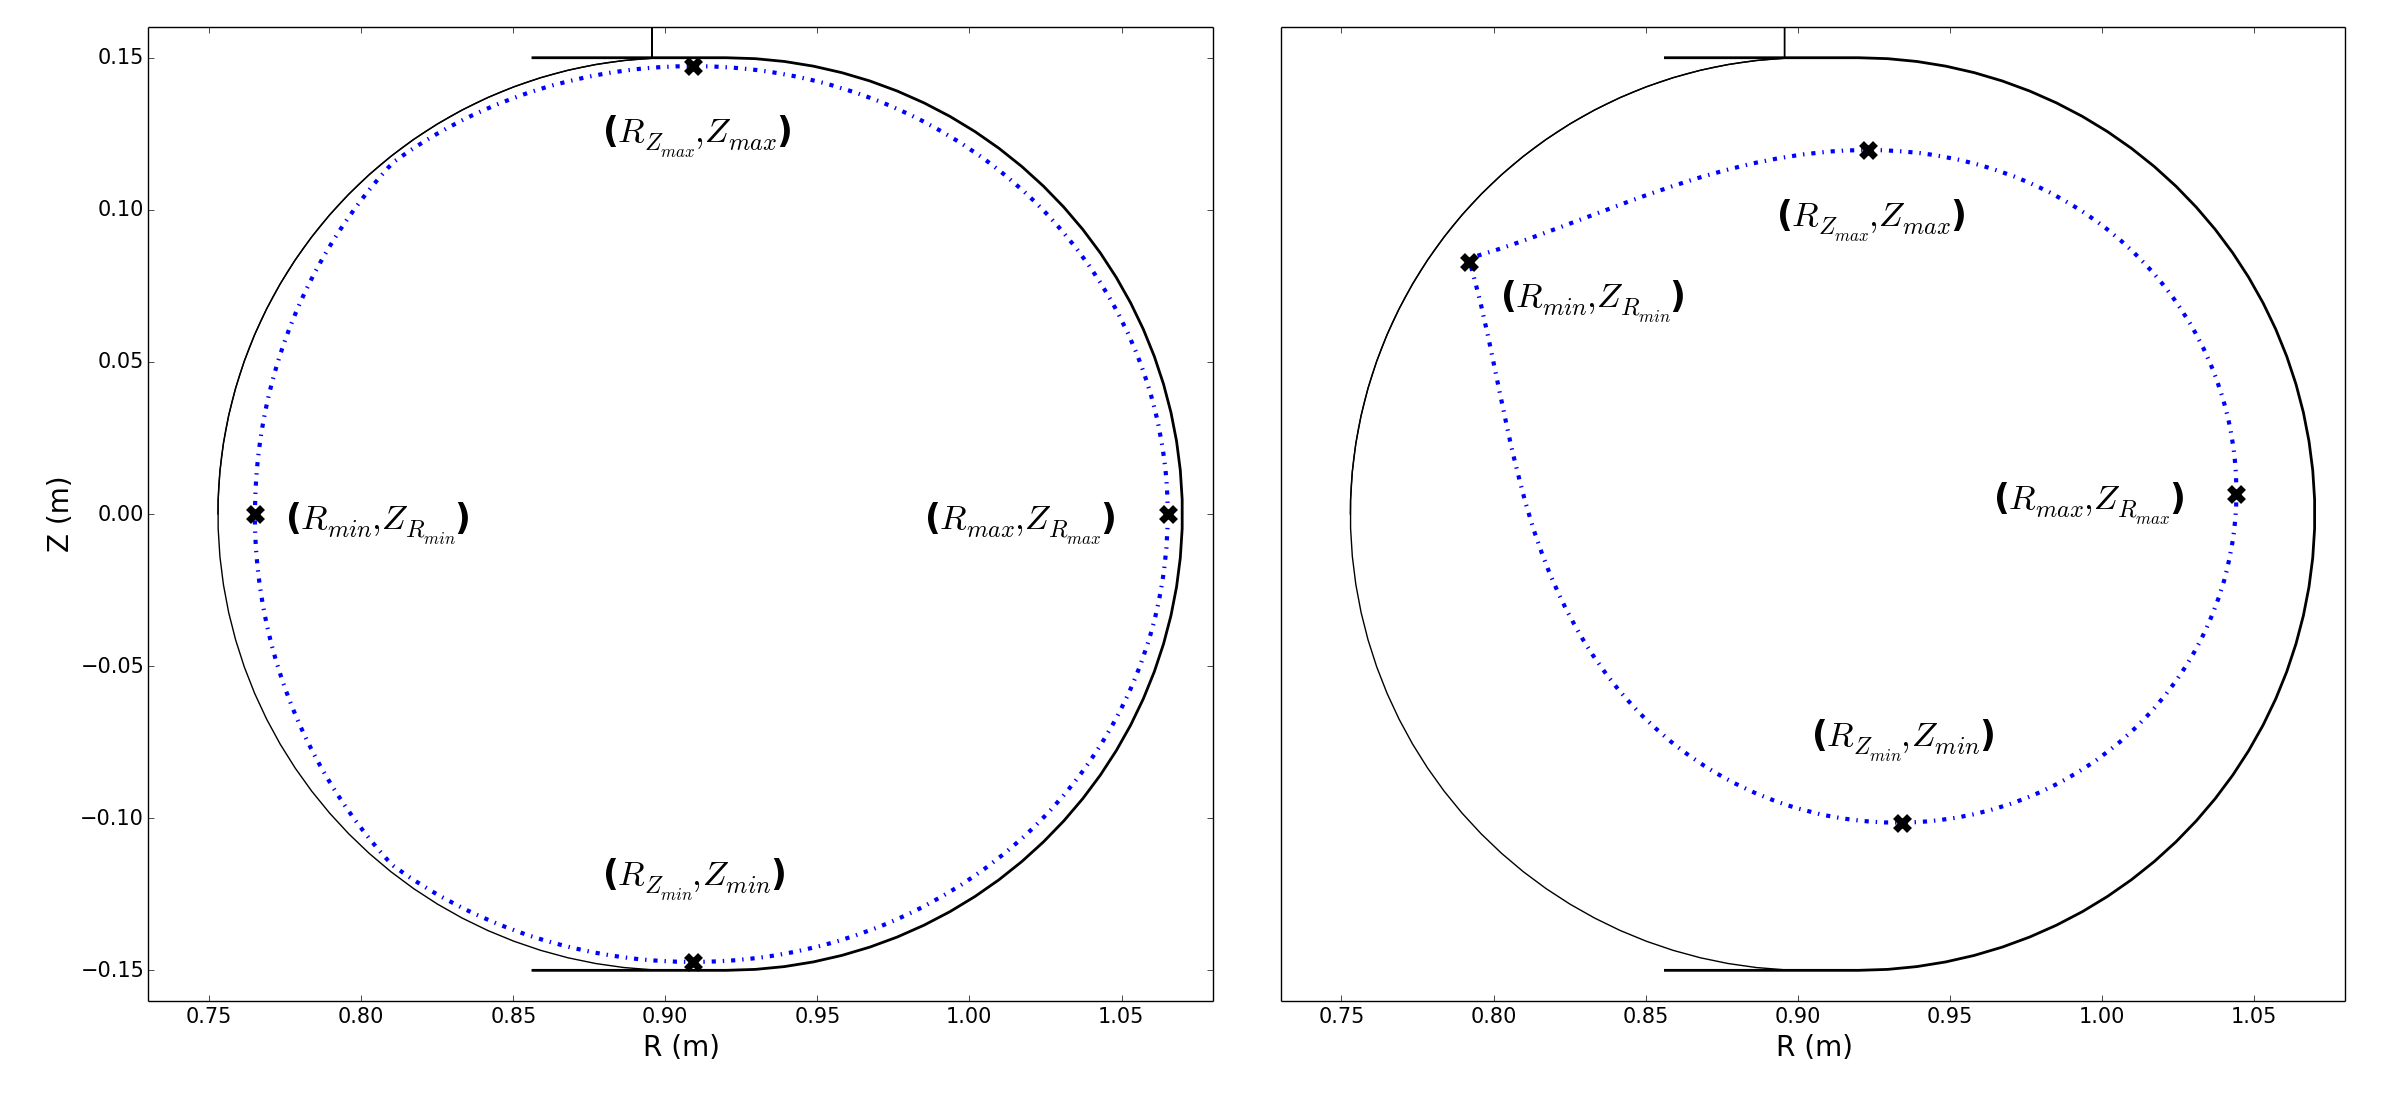 0.15
0.10
0.05
0.00
−0.05
−0.10
−0.15
Z (m)
(R_{Z_{max}},Z_{max})
(R_{min},Z_{R_{min}})
(R_{max},Z_{R_{max}})
(R_{Z_{min}},Z_{min})
0.75 0.80 0.85 0.90 0.95 1.00 1.05
R (m)
(R_{Z_{max}},Z_{max})
(R_{min},Z_{R_{min}})
(R_{max},Z_{R_{max}})
(R_{Z_{min}},Z_{min})
0.75 0.80 0.85 0.90 0.95 1.00 1.05
R (m)